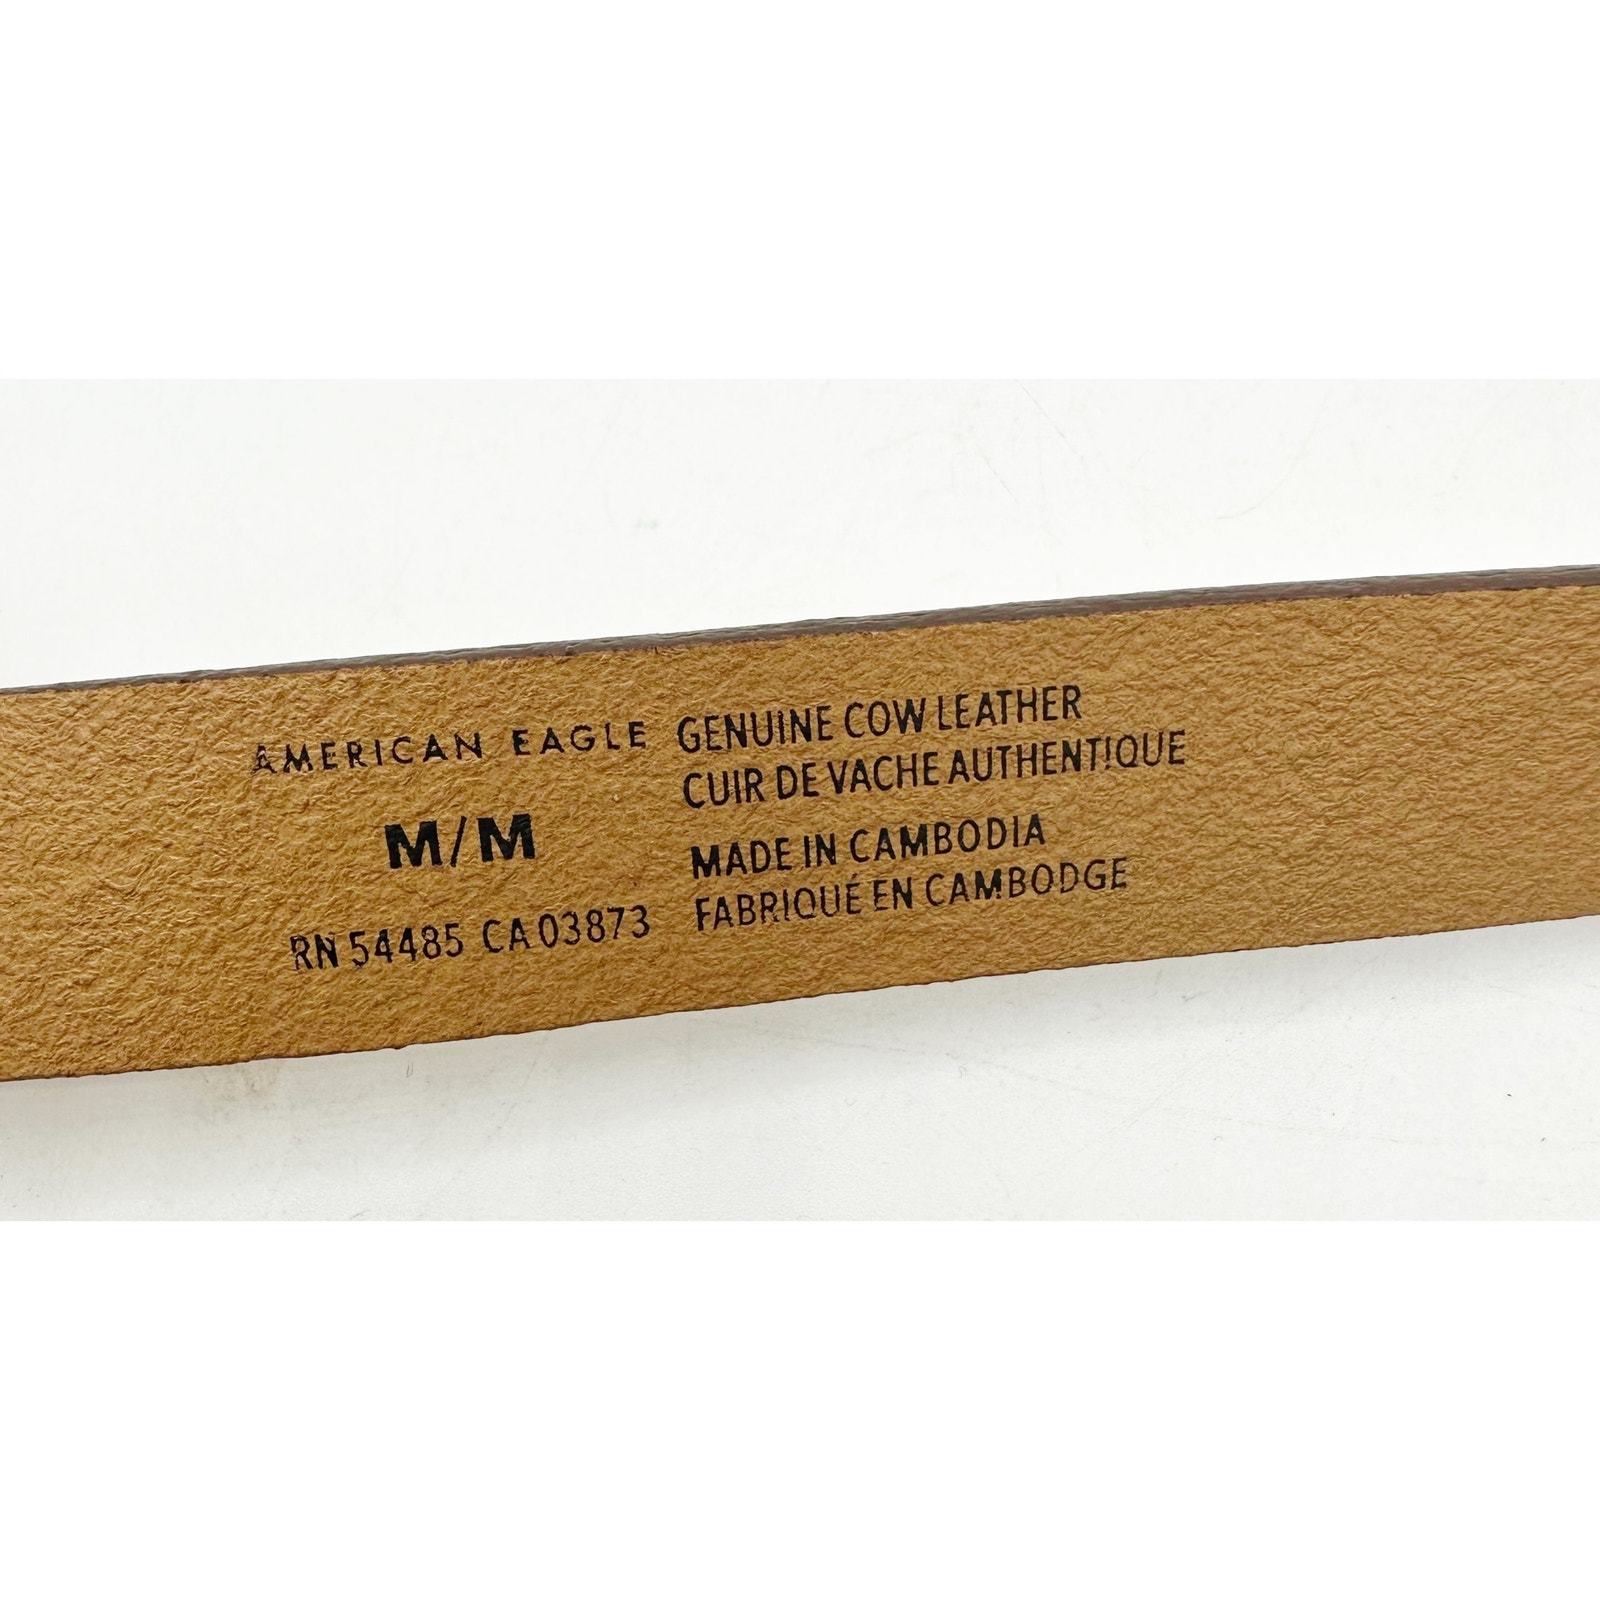 AMERICAN EAGLE
M/M
RN 54485 CA 03873
GENUINE COW LEATHER
CUIR DE VACHE AUTHENTIQUE
MADE IN CAMBODIA
FABRIQUÉ EN CAMBODGE